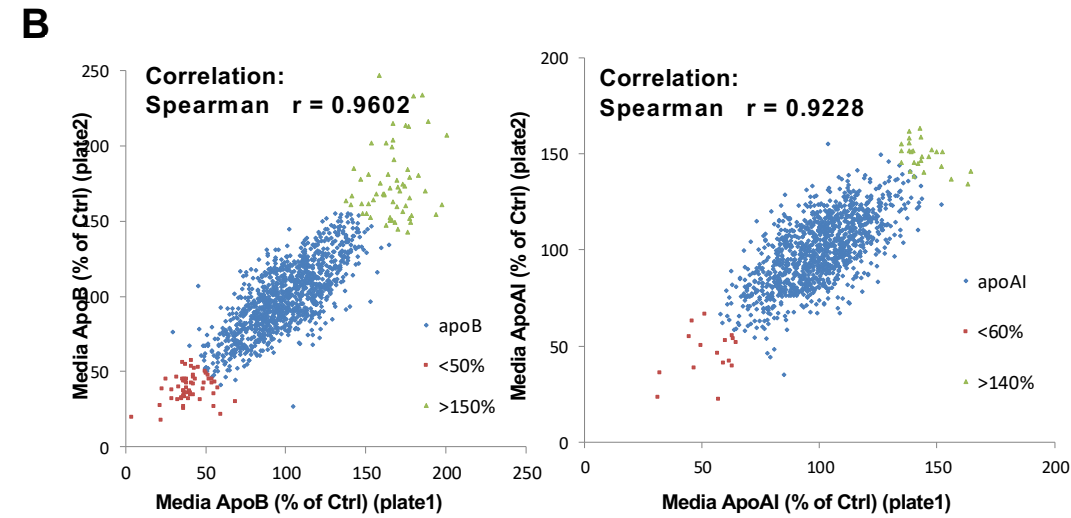 B
Correlation:
Spearman r = 0.9602
Media ApoB (% of Ctrl) (plate2)
250
200
150
100
50
0
0 50 100 150 200 250
Media ApoB (% of Ctrl) (plate1)
apoB
<50%
>150%
Correlation:
Spearman r = 0.9228
Media ApoAI (% of Ctrl) (plate2)
200
150
100
50
0
0 50 100 150 200
Media ApoAI (% of Ctrl) (plate1)
apoAI
<60%
>140%